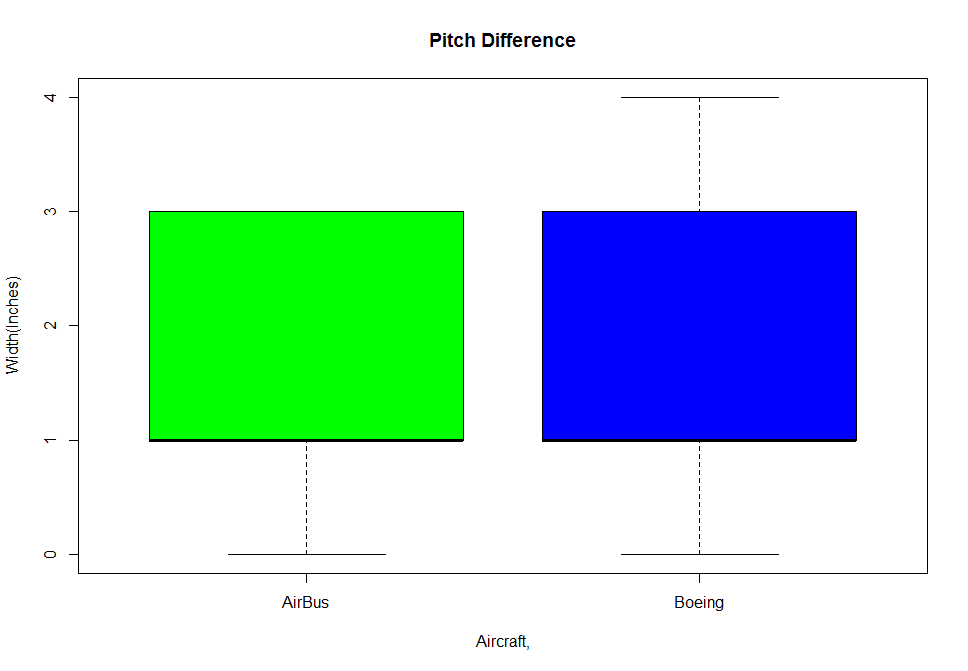 Pitch Difference
Width(Inches)
4
3
2
1
0
AirBus Boeing
Aircraft,